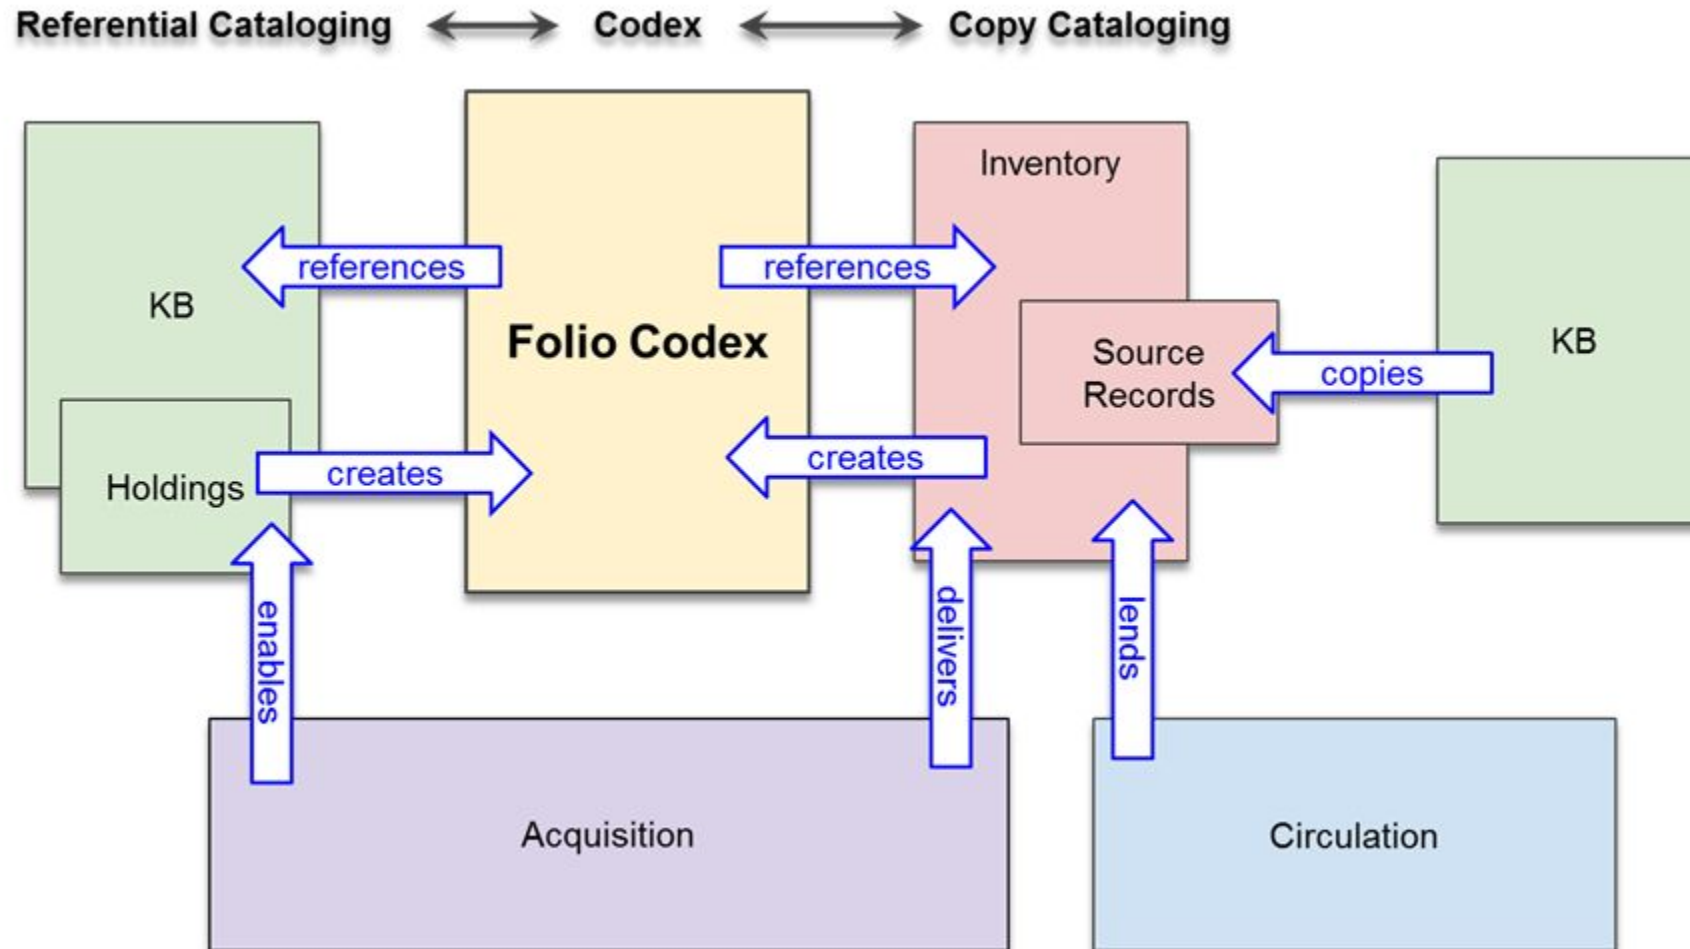 Referential Cataloging Codex Copy Cataloging
Inventory
references
references
KB
Folio Codex
Source
Records
copies
KB
Holdings
creates
creates
enables
delivers
lends
Acquisition
Circulation